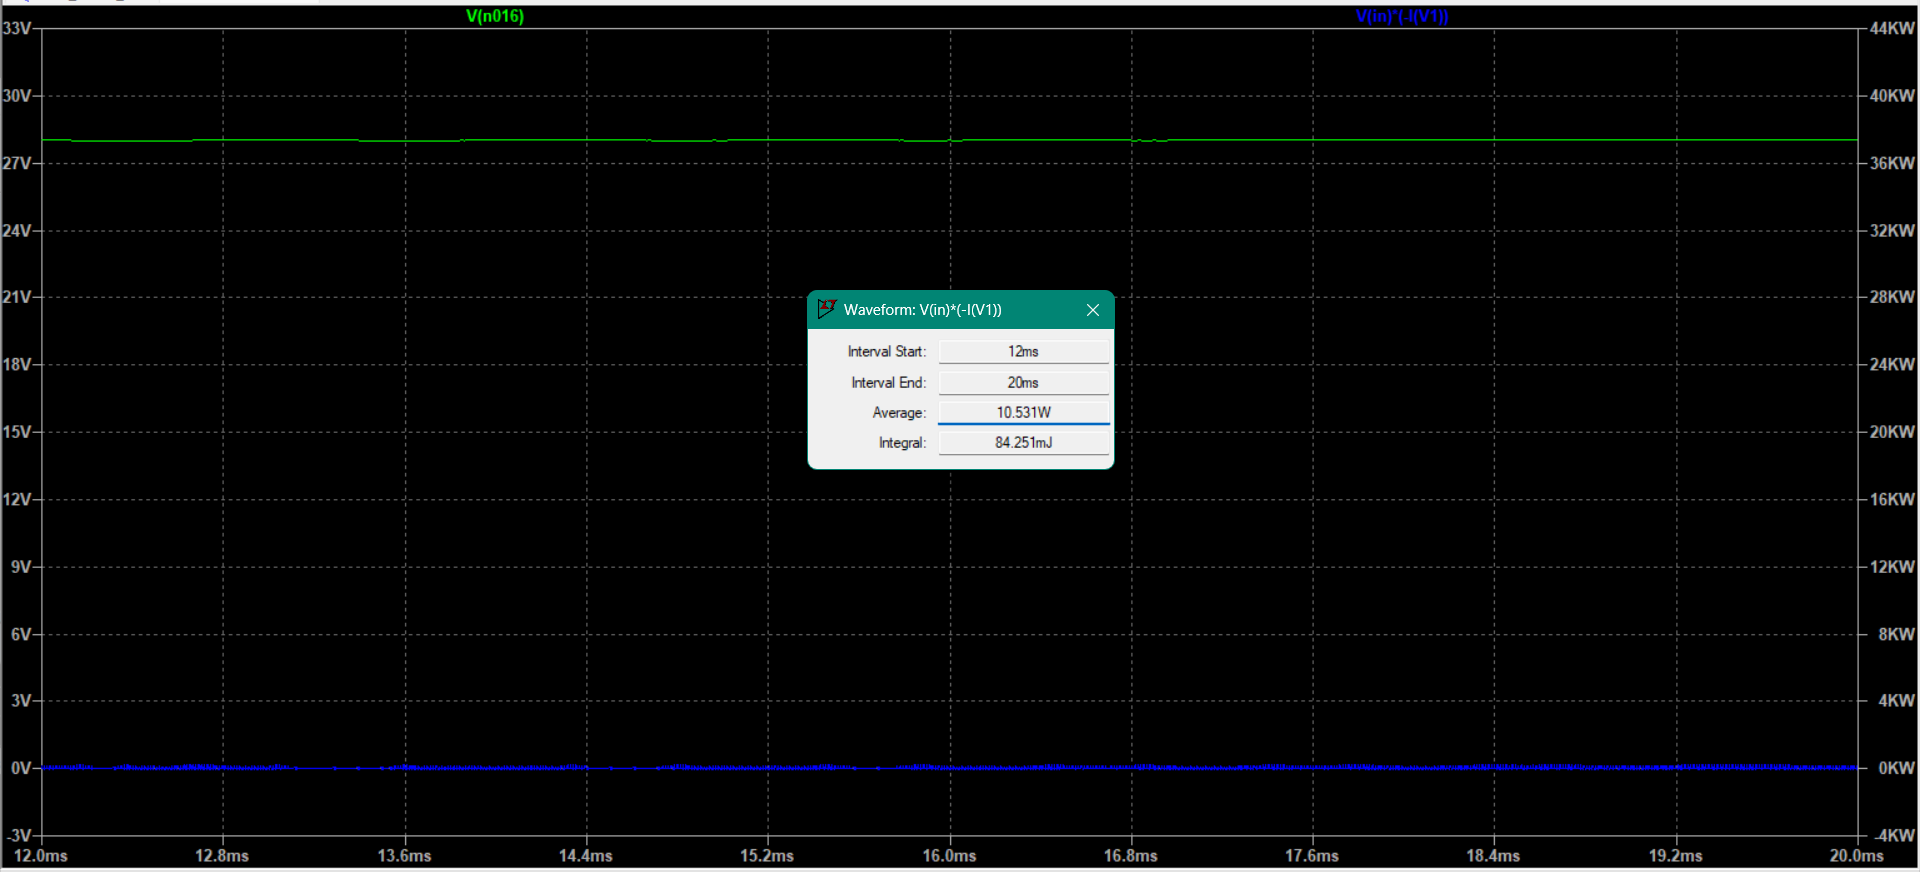 V(n016) V(in)*(-I(V1))
33V 44KW
30V 40KW
27V 36KW
24V 32KW
21V 28KW
Waveform: V(in)*(-I(V1))
Interval Start: 12ms
Interval End: 20ms
Average: 10.531W
Integral: 84.251mJ
18V 24KW
15V 20KW
12V 16KW
9V 12KW
6V 8KW
3V 4KW
0V 0KW
-3V -4KW
12.0ms 12.8ms 13.6ms 14.4ms 15.2ms 16.0ms 16.8ms 17.6ms 18.4ms 19.2ms 20.0ms